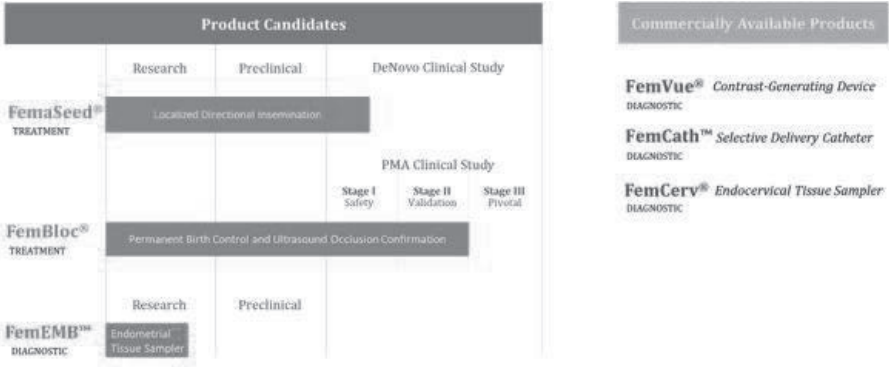 Product Candidates
Research Preclinical DeNovo Clinical Study
FemaSeed®
TREATMENT
Localized Directional Insemination
PMA Clinical Study
Stage I Stage II Stage III
Safety Validation Pivotal
FemBloc®
TREATMENT
Permanent Birth Control and Ultrasound Occlusion Confirmation
Research Preclinical
FemEMB™
DIAGNOSTIC
Endometrial
Tissue Sampler
Commercially Available Products
FemVue® Contrast-Generating Device
DIAGNOSTIC
FemCath™ Selective Delivery Catheter
DIAGNOSTIC
FemCerv® Endocervical Tissue Sampler
DIAGNOSTIC